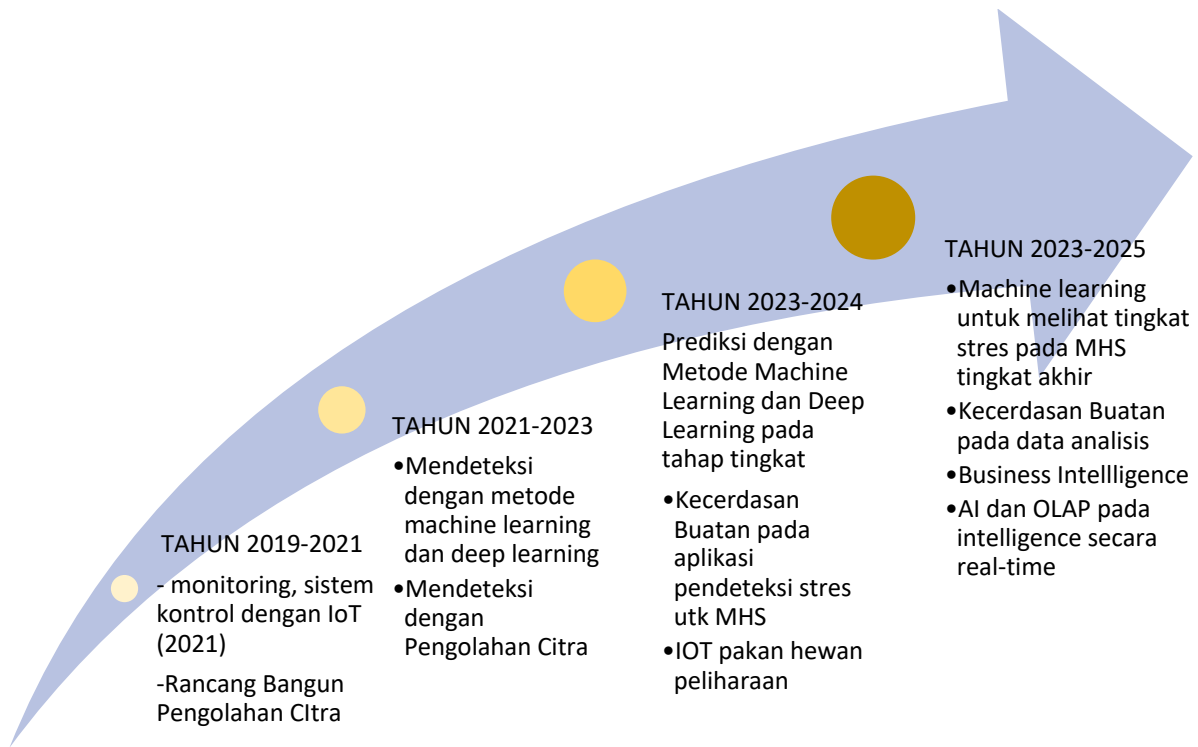 TAHUN 2019-2021
- monitoring, sistem
kontrol dengan IoT
(2021)
-Rancang Bangun
Pengolahan CItra
TAHUN 2021-2023
•Mendeteksi
dengan metode
machine learning
dan deep learning
•Mendeteksi
dengan
Pengolahan Citra
TAHUN 2023-2024
Prediksi dengan
Metode Machine
Learning dan Deep
Learning pada
tahap tingkat
•Kecerdasan
Buatan pada
aplikasi
pendeteksi stres
utk MHS
•IOT pakan hewan
peliharaan
TAHUN 2023-2025
•Machine learning
untuk melihat tingkat
stres pada MHS
tingkat akhir
•Kecerdasan Buatan
pada data analisis
•Business Intellligence
•AI dan OLAP pada
intelligence secara
real-time